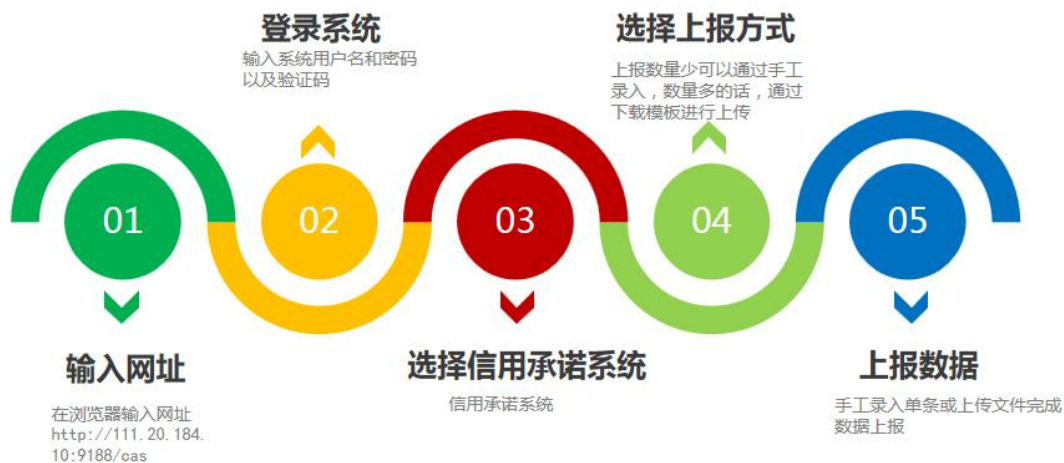 01
输入网址
在浏览器输入网址
http://111.20.184.
10:9188/cas
登录系统
输入系统用户名和密码
以及验证码
02
03
选择信用承诺系统
信用承诺系统
选择上报方式
上报数量少可以通过手工
录入，数量多的话，通过
下载模板进行上传
04
05
上报数据
手工录入单条或上传文件完成
数据上报